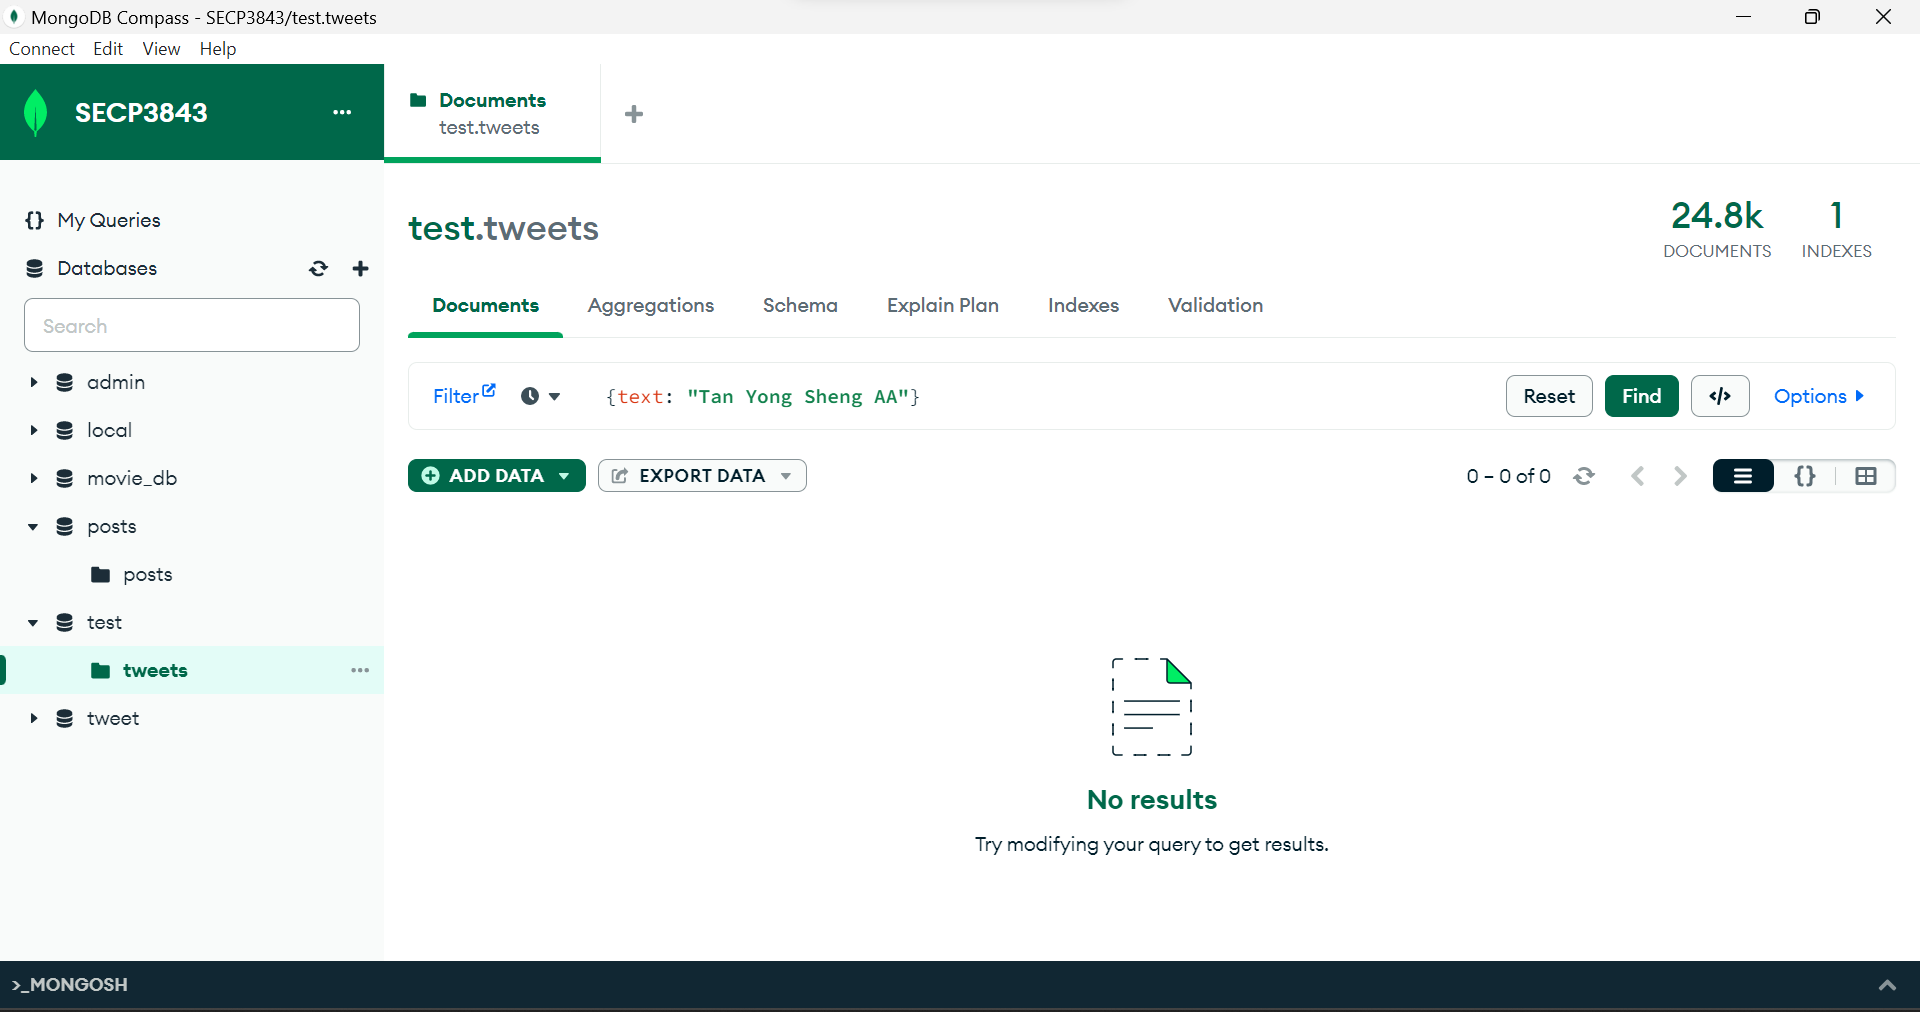 MongoDB Compass - SECP3843/test.tweets
Connect Edit View Help
SECP3843 ...
Documents
test.tweets
+
{} My Queries
Databases
Search
admin
local
movie_db
posts
posts
test
tweets ...
tweet
test.tweets
24.8k
DOCUMENTS
1
INDEXES
Documents Aggregations Schema Explain Plan Indexes Validation
Filter {text: "Tan Yong Sheng AA"} Reset Find </> Options
ADD DATA EXPORT DATA 0 – 0 of 0 {}
No results
Try modifying your query to get results.
>_MONGOSH